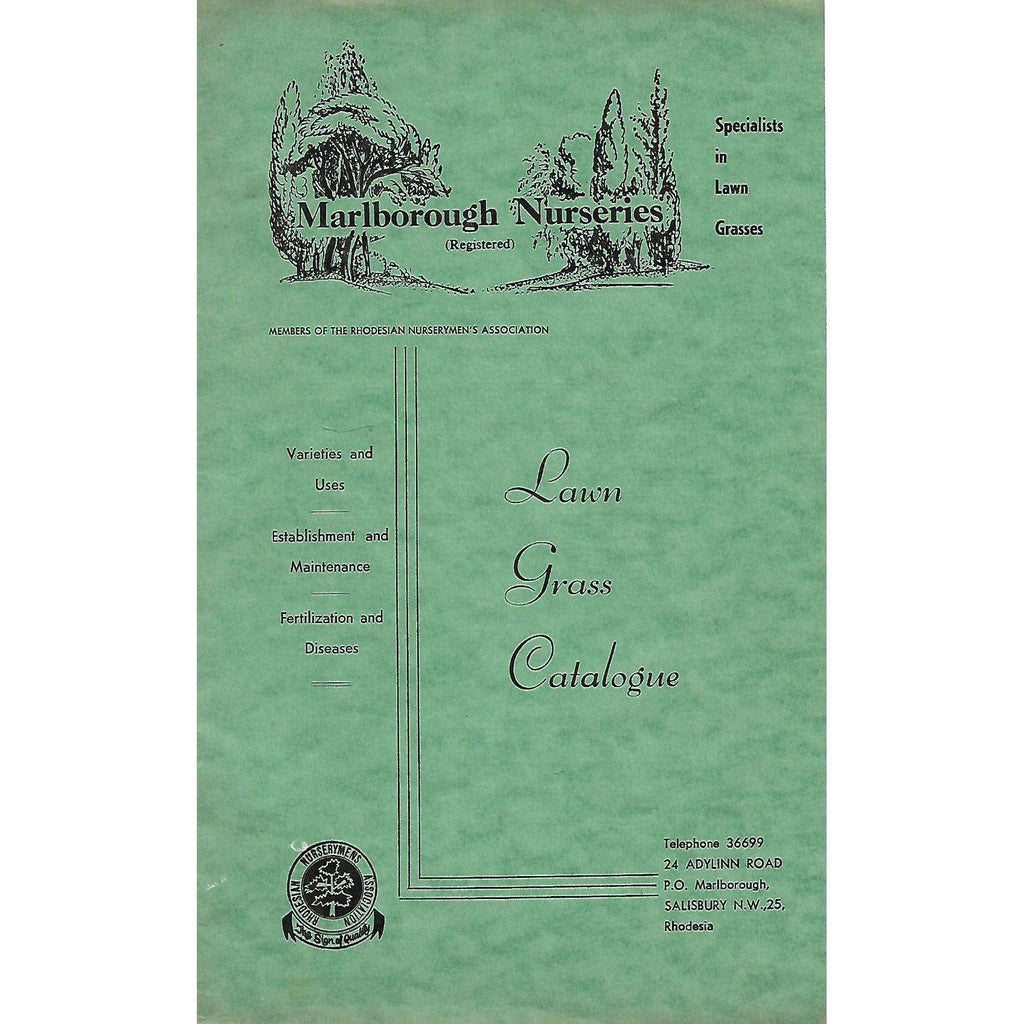 Marlborough Nurseries
(Registered)
Specialists
in
Lawn
Grasses
MEMBERS OF THE RHODESIAN NURSERYMEN'S ASSOCIATION
Varieties and
Uses
Establishment and
Maintenance
Fertilization and
Diseases
Lawn
Grass
Catalogue
RHODESIAN NURSERYMENS ASSOCIATION
The Sign of Quality
Telephone 36699
24 ADYLINN ROAD
P.O. Marlborough,
SALISBURY N.W.,25,
Rhodesia